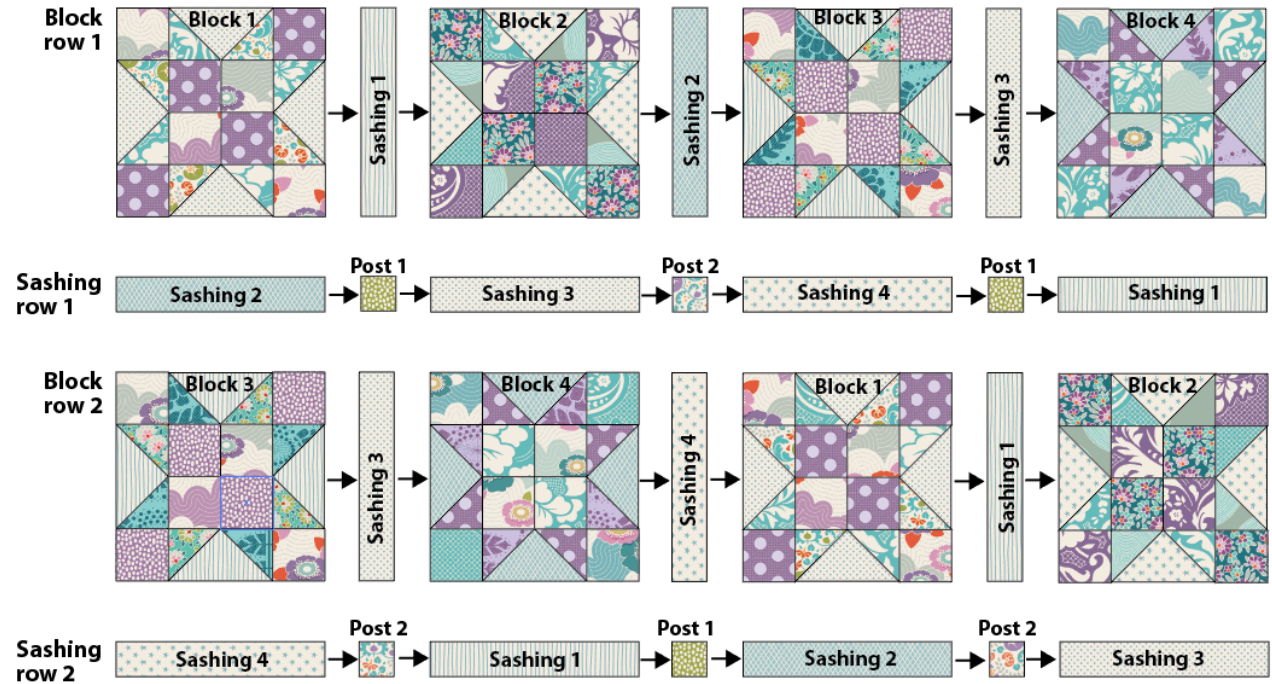 Block
row 1
Block 1
Sashing 1
Block 2
Sashing 2
Block 3
Sashing 3
Block 4
Sashing
row 1
Sashing 2
Post 1
Sashing 3
Post 2
Sashing 4
Post 1
Sashing 1
Block
row 2
Block 3
Sashing 3
Block 4
Sashing 4
Block 1
Sashing 1
Block 2
Sashing
row 2
Sashing 4
Post 2
Sashing 1
Post 1
Sashing 2
Post 2
Sashing 3